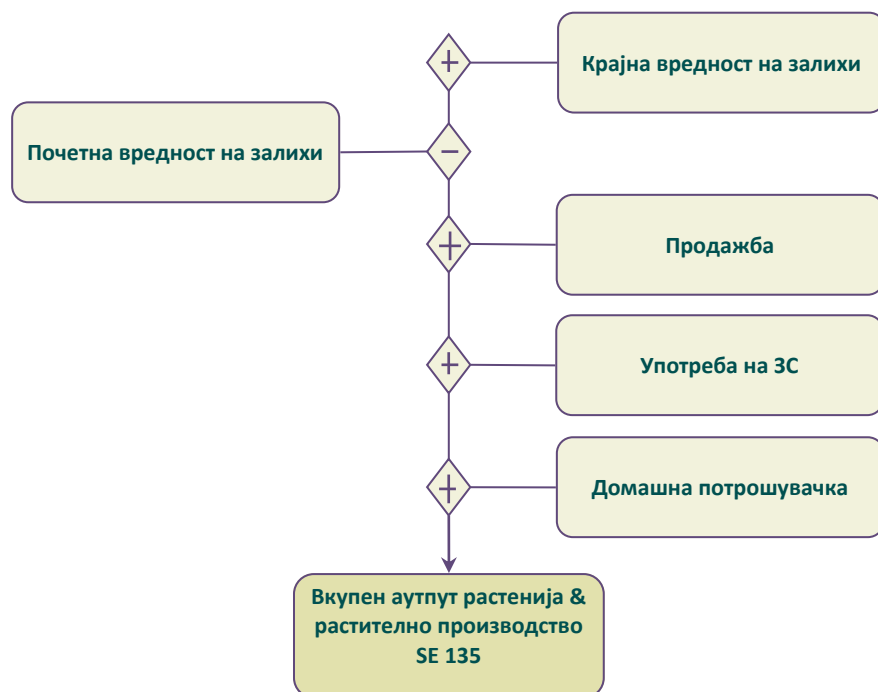 +
Крајна вредност на залихи
Почетна вредност на залихи
−
+
Продажба
+
Употреба на ЗС
+
Домашна потрошувачка
Вкупен аутпут растенија &
растително производство
SE 135